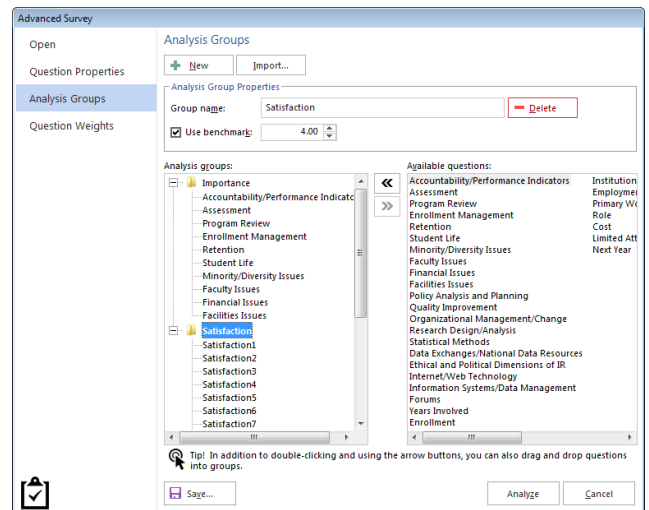 Advanced Survey
Open
Question Properties
Analysis Groups
Question Weights
Analysis Groups
New
Import...
Analysis Group Properties
Group name:
Satisfaction
Delete
Use benchmark:
4.00
Analysis groups:
Importance
Accountability/Performance Indicatc
Assessment
Program Review
Enrollment Management
Retention
Student Life
Minority/Diversity Issues
Faculty Issues
Financial Issues
Facilities Issues
Satisfaction
Satisfaction1
Satisfaction2
Satisfaction3
Satisfaction4
Satisfaction5
Satisfaction6
Satisfaction7
Available questions:
Accountability/Performance Indicators
Assessment
Program Review
Enrollment Management
Retention
Student Life
Minority/Diversity Issues
Faculty Issues
Financial Issues
Facilities Issues
Policy Analysis and Planning
Quality Improvement
Organizational Management/Change
Research Design/Analysis
Statistical Methods
Data Exchanges/National Data Resources
Ethical and Political Dimensions of IR
Internet/Web Technology
Information Systems/Data Management
Forums
Years Involved
Enrollment
Institution
Employmer
Primary Wo
Role
Cost
Limited Att
Next Year
Tip! In addition to double-clicking and using the arrow buttons, you can also drag and drop questions
into groups.
Save...
Analyze
Cancel